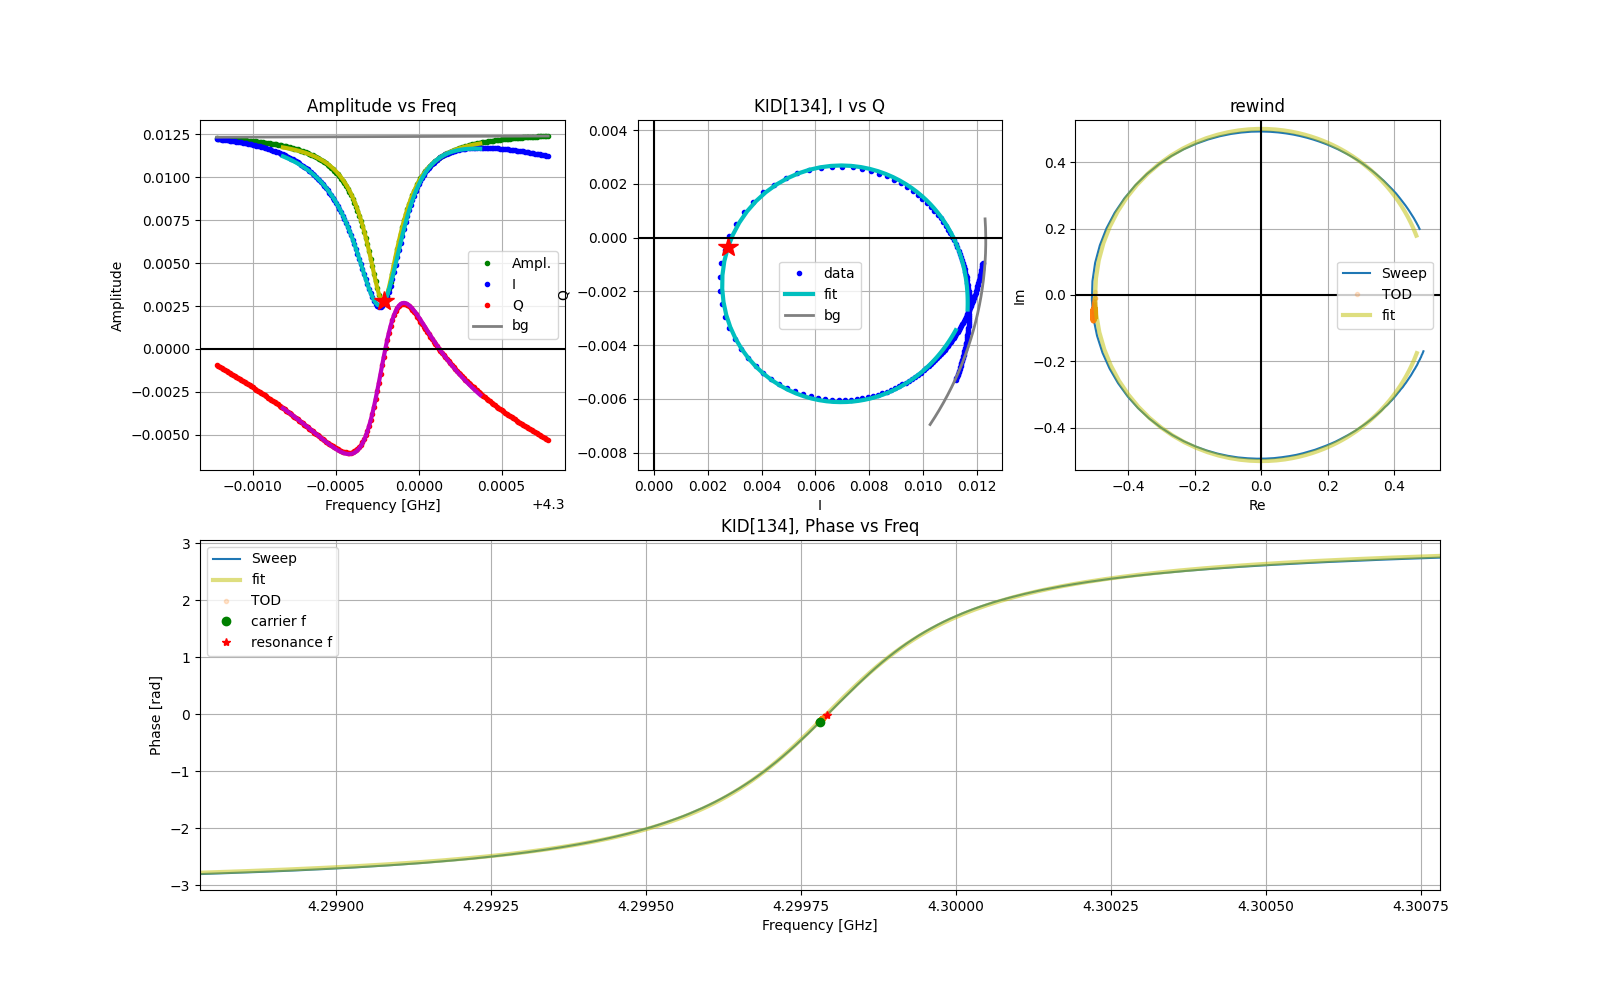 Amplitude vs Freq
0.0125
0.0100
0.0075
0.0050
0.0025
0.0000
−0.0025
−0.0050
Amplitude
Ampl.
I
Q
bg
−0.0010
−0.0005
0.0000
0.0005
Frequency [GHz]
+4.3
KID[134], I vs Q
0.004
0.002
0.000
−0.002
−0.004
−0.006
−0.008
Q
data
fit
bg
0.000
0.002
0.004
0.006
0.008
0.010
0.012
I
rewind
0.4
0.2
0.0
−0.2
−0.4
Im
Sweep
TOD
fit
−0.4
−0.2
0.0
0.2
0.4
Re
KID[134], Phase vs Freq
3
2
1
0
−1
−2
−3
Phase [rad]
Sweep
fit
TOD
carrier f
resonance f
4.29900
4.29925
4.29950
4.29975
4.30000
4.30025
4.30050
4.30075
Frequency [GHz]